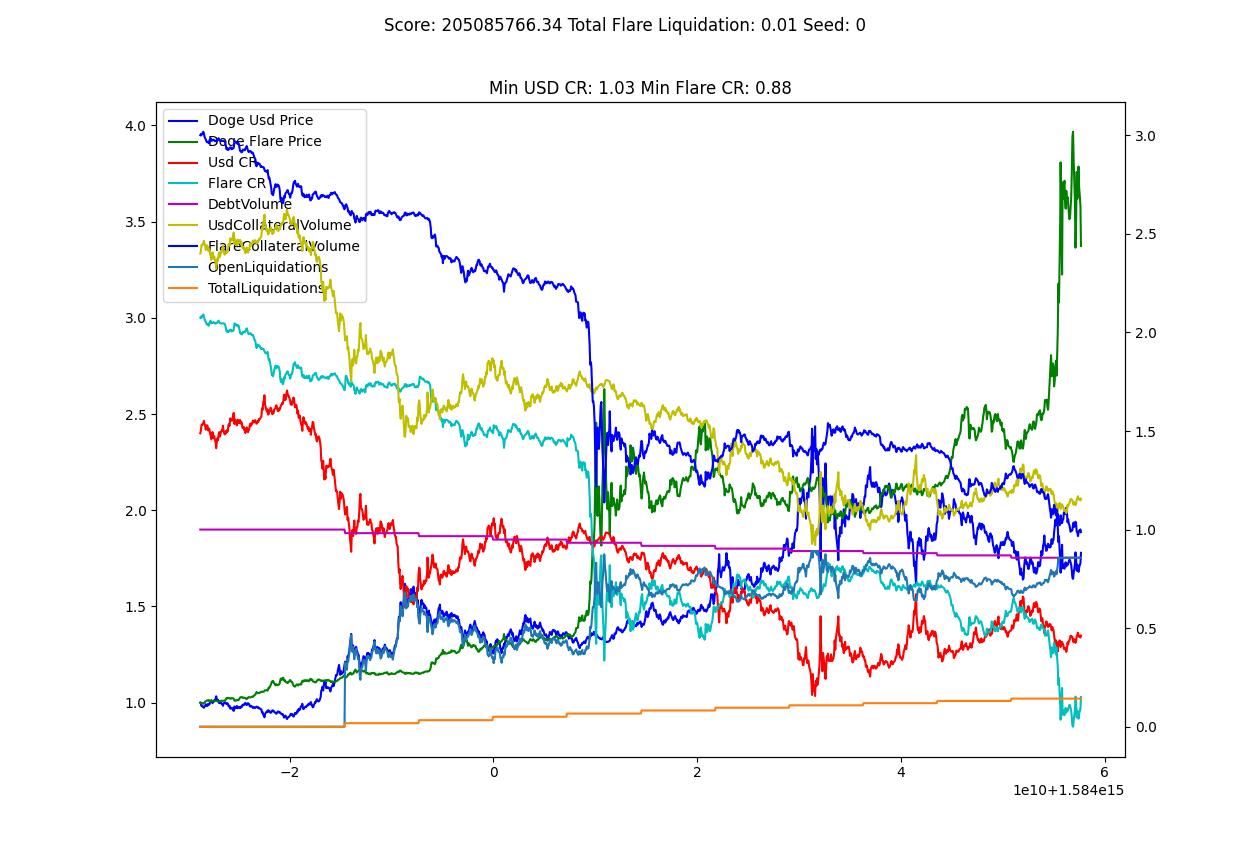 Score: 205085766.34 Total Flare Liquidation: 0.01 Seed: 0
Min USD CR: 1.03 Min Flare CR: 0.88
Doge Usd Price
Doge Flare Price
Usd CR
Flare CR
DebtVolume
UsdCollateralVolume
FlareCollateralVolume
OpenLiquidations
TotalLiquidations
4.0
3.5
3.0
2.5
2.0
1.5
1.0
3.0
2.5
2.0
1.5
1.0
0.5
0.0
−2 0 2 4 6
1e10+1.584e15